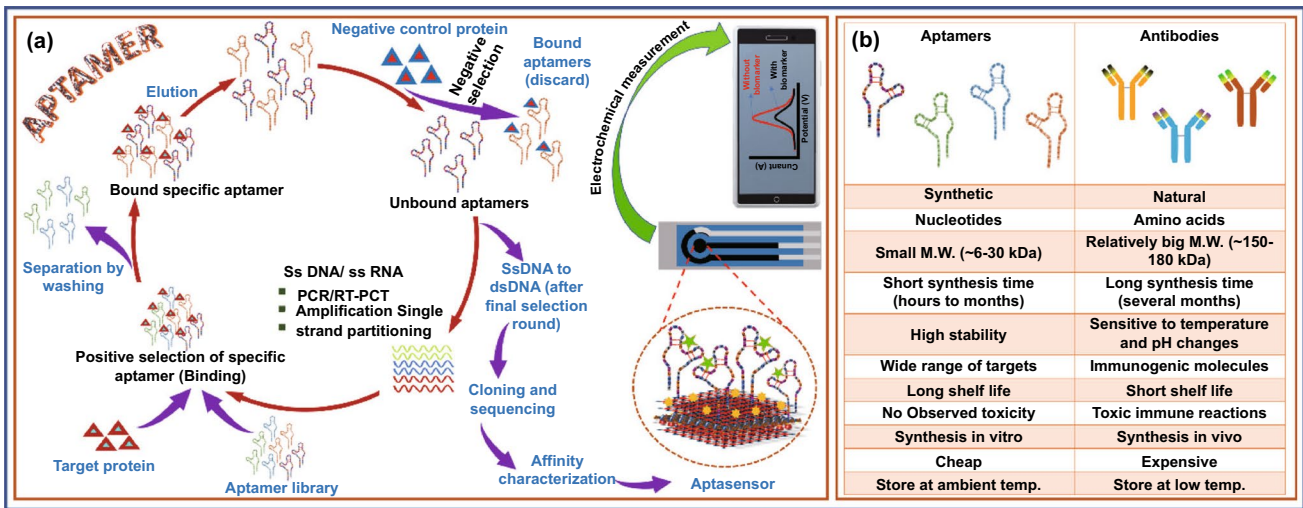 (a)
APTAMER
Elution
Negative control protein
Negative
selection
Bound
aptamers
(discard)
Bound specific aptamer
Unbound aptamers
Separation by
washing
Ss DNA/ ss RNA
PCR/RT-PCT
Amplification Single
strand partitioning
SsDNA to
dsDNA (after
final selection
round)
Positive selection of specific
aptamer (Binding)
Cloning and
sequencing
Target protein
Aptamer library
Affinity
characterization
Aptasensor
Electrochemical measurement
Without
biomarker
With
biomarker
Potential (V)
Cunant (A)
(b)
Aptamers
Antibodies
Synthetic
Natural
Nucleotides
Amino acids
Small M.W. (~6-30 kDa)
Relatively big M.W. (~150-
180 kDa)
Short synthesis time
(hours to months)
Long synthesis time
(several months)
High stability
Sensitive to temperature
and pH changes
Wide range of targets
Immunogenic molecules
Long shelf life
Short shelf life
No Observed toxicity
Toxic immune reactions
Synthesis in vitro
Synthesis in vivo
Cheap
Expensive
Store at ambient temp.
Store at low temp.